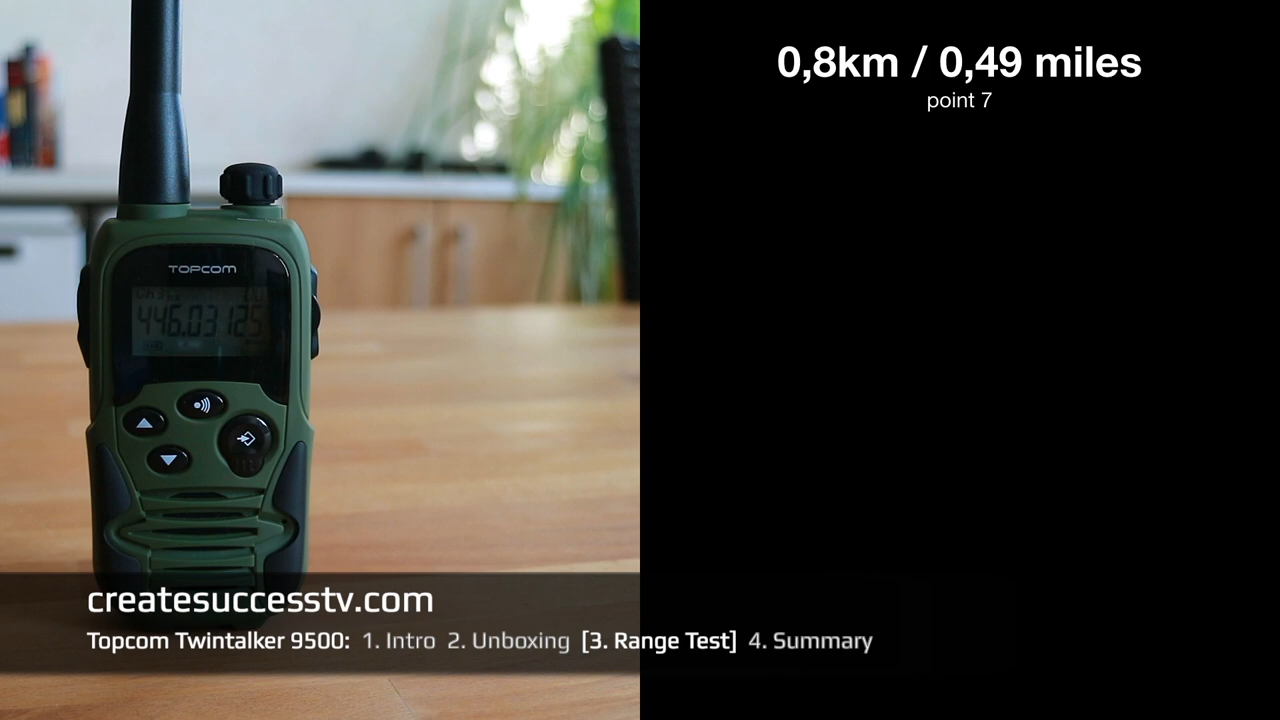 0,8km / 0,49 miles
point 7
TOPCOM
446.03125
createsuccesstv.com
Topcom Twintalker 9500: 1. Intro 2. Unboxing [3. Range Test] 4. Summary